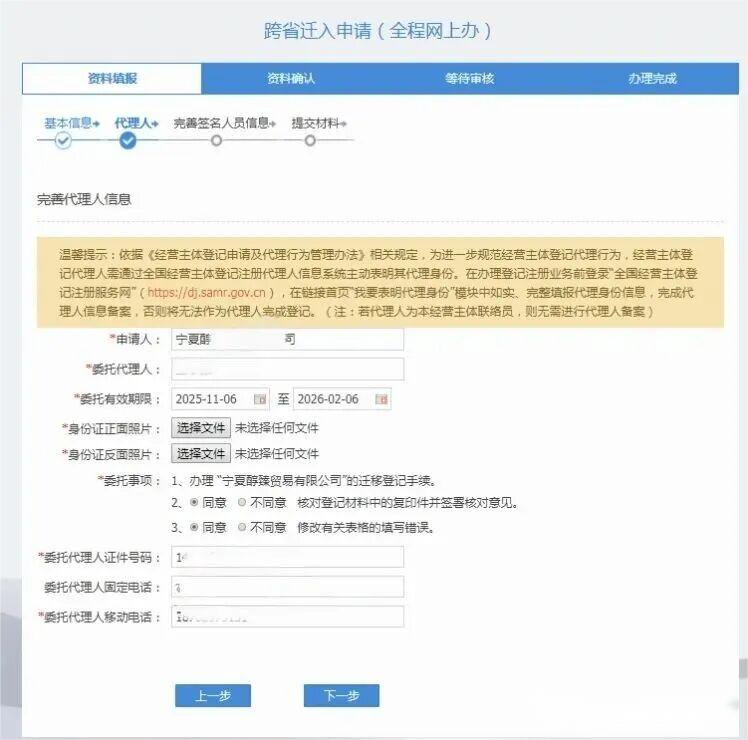 跨省迁入申请（全程网上办）
资料填报 资料确认 等待审核 办理完成
基本信息 代理人 完善签名人员信息 提交材料
完善代理人信息
温馨提示：依据《经营主体登记申请及代理行为管理办法》相关规定，为进一步规范经营主体登记代理行为，经营主体登
记代理人需通过全国经营主体登记注册代理人信息系统主动表明其代理身份。在办理登记注册业务前登录“全国经营主体登
记注册服务网”（https://dj.samr.gov.cn），在链接首页“我要表明代理身份”模块中如实、完整填报代理身份信息，完成代
理人信息备案，否则将无法作为代理人完成登记。（注：若代理人为本经营主体联络员，则无需进行代理人备案）
*申请人： 宁夏醇 司
*委托代理人：
*委托有效期限： 2025-11-06 至 2026-02-06
*身份证正面照片： 选择文件 未选择任何文件
*身份证反面照片： 选择文件 未选择任何文件
*委托事项： 1、办理 “宁夏醇臻贸易有限公司”的迁移登记手续。
2、 同意 不同意 核对登记材料中的复印件并签署核对意见。
3、 同意 不同意 修改有关表格的填写错误。
*委托代理人证件号码：
委托代理人固定电话：
*委托代理人移动电话：
上一步 下一步